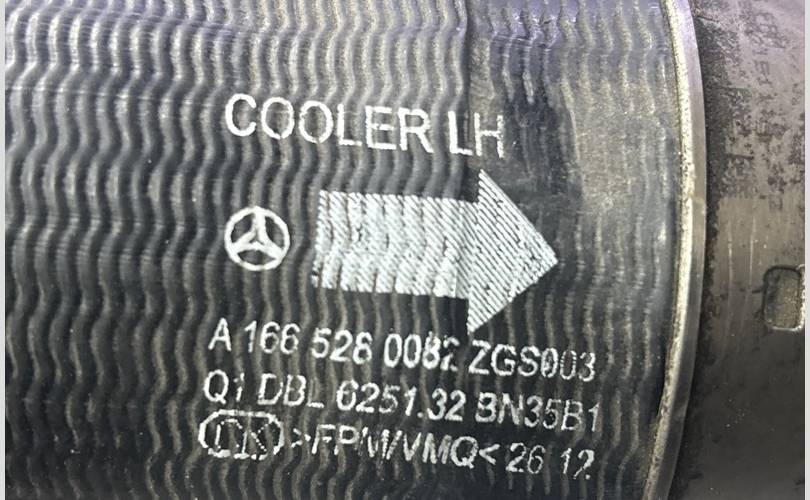 COOLER LH
A 166 528 0082 ZGS003
Q1 DBL 6251.32 BN35B1
>FPM/VMQ< 26 12